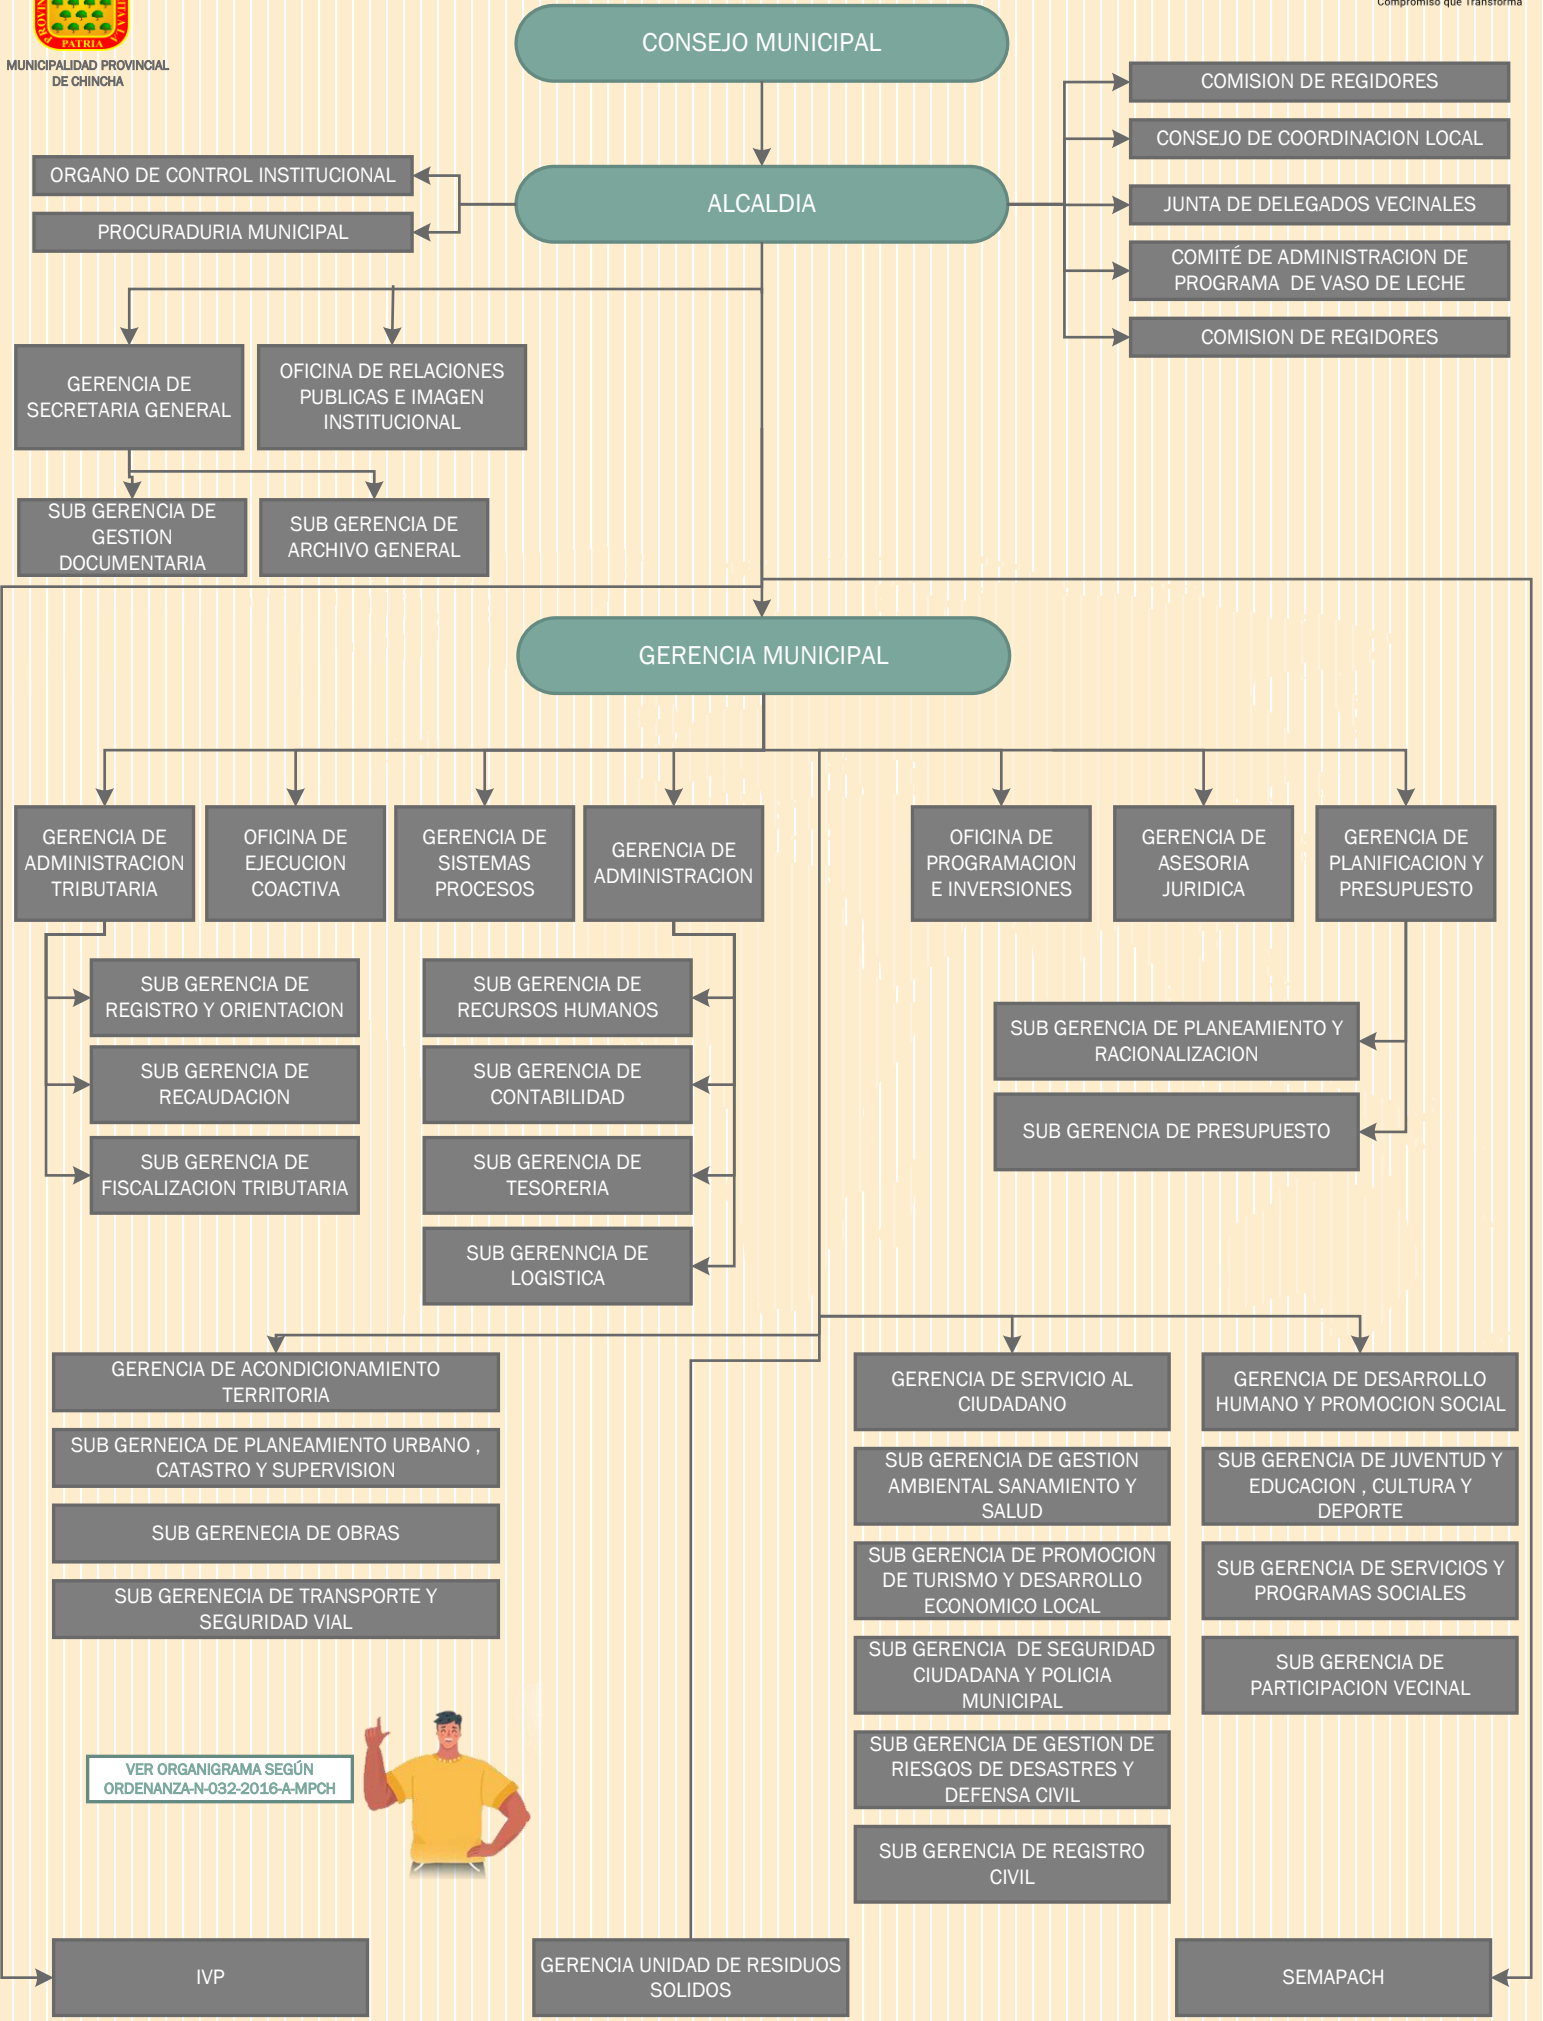 PROVINC
ITA LA
PATRIA
MUNICIPALIDAD PROVINCIAL
DE CHINCHA
Compromiso que Transforma
CONSEJO MUNICIPAL
COMISION DE REGIDORES
CONSEJO DE COORDINACION LOCAL
ORGANO DE CONTROL INSTITUCIONAL
ALCALDIA
JUNTA DE DELEGADOS VECINALES
PROCURADURIA MUNICIPAL
COMITÉ DE ADMINISTRACION DE
PROGRAMA  DE VASO DE LECHE
COMISION DE REGIDORES
GERENCIA DE
SECRETARIA GENERAL
OFICINA DE RELACIONES
PUBLICAS E IMAGEN
INSTITUCIONAL
SUB GERENCIA DE
GESTION
DOCUMENTARIA
SUB GERENCIA DE
ARCHIVO GENERAL
GERENCIA MUNICIPAL
GERENCIA DE
ADMINISTRACION
TRIBUTARIA
OFICINA DE
EJECUCION
COACTIVA
GERENCIA DE
SISTEMAS
PROCESOS
GERENCIA DE
ADMINISTRACION
OFICINA DE
PROGRAMACION
E INVERSIONES
GERENCIA DE
ASESORIA
JURIDICA
GERENCIA DE
PLANIFICACION Y
PRESUPUESTO
SUB GERENCIA DE
REGISTRO Y ORIENTACION
SUB GERENCIA DE
RECAUDACION
SUB GERENCIA DE
FISCALIZACION TRIBUTARIA
SUB GERENCIA DE
RECURSOS HUMANOS
SUB GERENCIA DE
CONTABILIDAD
SUB GERENCIA DE
TESORERIA
SUB GERENNCIA DE
LOGISTICA
SUB GERENCIA DE PLANEAMIENTO Y
RACIONALIZACION
SUB GERENCIA DE PRESUPUESTO
GERENCIA DE ACONDICIONAMIENTO
TERRITORIA
SUB GERNEICA DE PLANEAMIENTO URBANO ,
CATASTRO Y SUPERVISION
SUB GERENECIA DE OBRAS
SUB GERENECIA DE TRANSPORTE Y
SEGURIDAD VIAL
GERENCIA DE SERVICIO AL
CIUDADANO
SUB GERENCIA DE GESTION
AMBIENTAL SANAMIENTO Y
SALUD
SUB GERENCIA DE PROMOCION
DE TURISMO Y DESARROLLO
ECONOMICO LOCAL
SUB GERENCIA  DE SEGURIDAD
CIUDADANA Y POLICIA
MUNICIPAL
SUB GERENCIA DE GESTION DE
RIESGOS DE DESASTRES Y
DEFENSA CIVIL
SUB GERENCIA DE REGISTRO
CIVIL
GERENCIA DE DESARROLLO
HUMANO Y PROMOCION SOCIAL
SUB GERENCIA DE JUVENTUD Y
EDUCACION , CULTURA Y
DEPORTE
SUB GERENCIA DE SERVICIOS Y
PROGRAMAS SOCIALES
SUB GERENCIA DE
PARTICIPACION VECINAL
VER ORGANIGRAMA SEGÚN
ORDENANZA-N-032-2016-A-MPCH
IVP
GERENCIA UNIDAD DE RESIDUOS
SOLIDOS
SEMAPACH